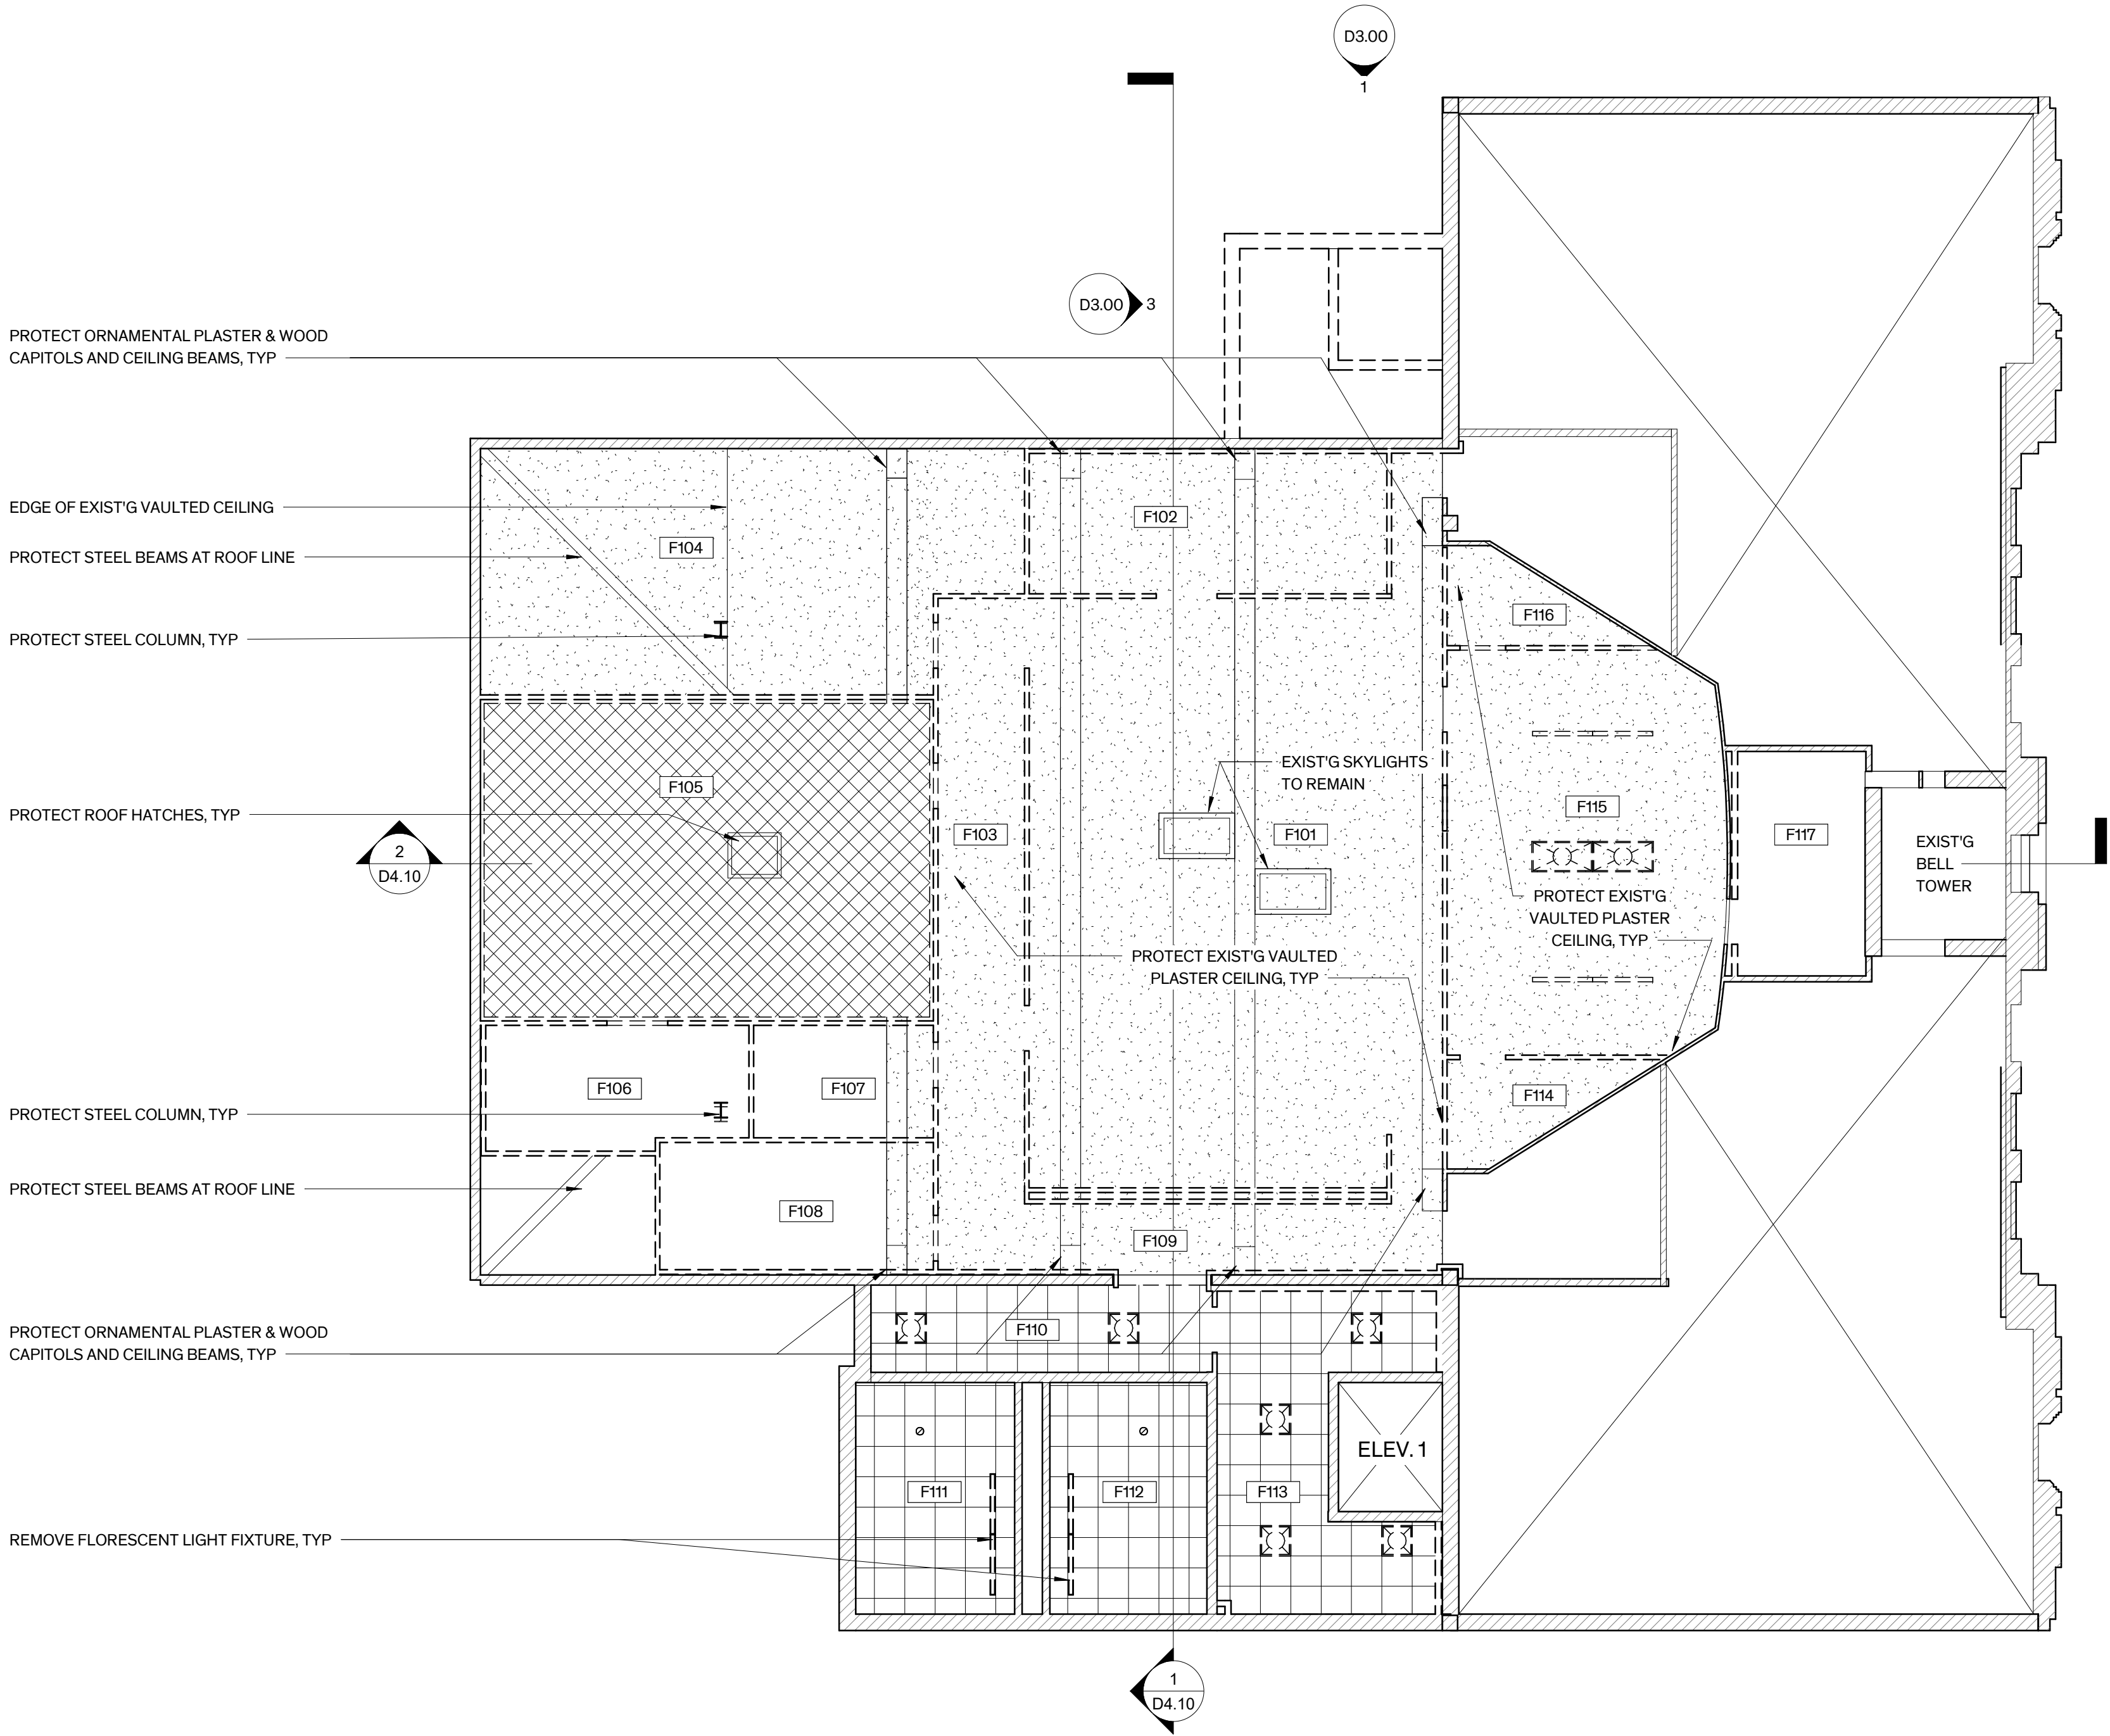 D3.00
1
D3.00
3
PROTECT ORNAMENTAL PLASTER & WOOD
CAPITOLS AND CEILING BEAMS, TYP
EDGE OF EXIST'G VAULTED CEILING
F102
F104
PROTECT STEEL BEAMS AT ROOF LINE
F116
PROTECT STEEL COLUMN, TYP
EXIST'G SKYLIGHTS
TO REMAIN
F105
F115
PROTECT ROOF HATCHES, TYP
F103
F101
F117
2
D4.10
EXIST'G
BELL
TOWER
PROTECT EXIST'G
VAULTED PLASTER
CEILING, TYP
PROTECT EXIST'G VAULTED
PLASTER CEILING, TYP
F106
F107
F114
PROTECT STEEL COLUMN, TYP
PROTECT STEEL BEAMS AT ROOF LINE
F108
F109
PROTECT ORNAMENTAL PLASTER & WOOD
CAPITOLS AND CEILING BEAMS, TYP
F110
ELEV. 1
F111
F112
F113
REMOVE FLORESCENT LIGHT FIXTURE, TYP
1
D4.10